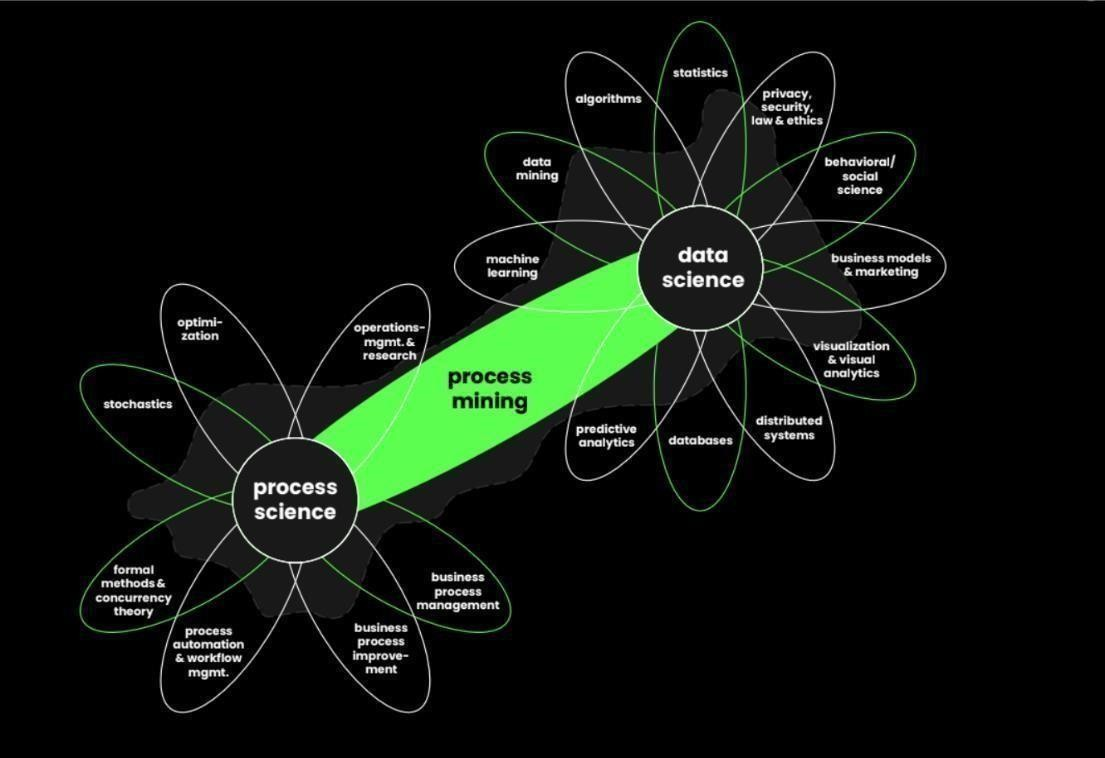 statistics
algorithms
privacy,
security,
law & ethics
data
mining
behavioral/
social
science
machine
learning
data
science
business models
& marketing
optimi-
zation
operations-
mgmt. &
research
visualization
& visual
analytics
process
mining
stochastics
predictive
analytics
databases
distributed
systems
process
science
formal
methods &
concurrency
theory
business
process
management
process
automation
& workflow
mgmt.
business
process
improve-
ment